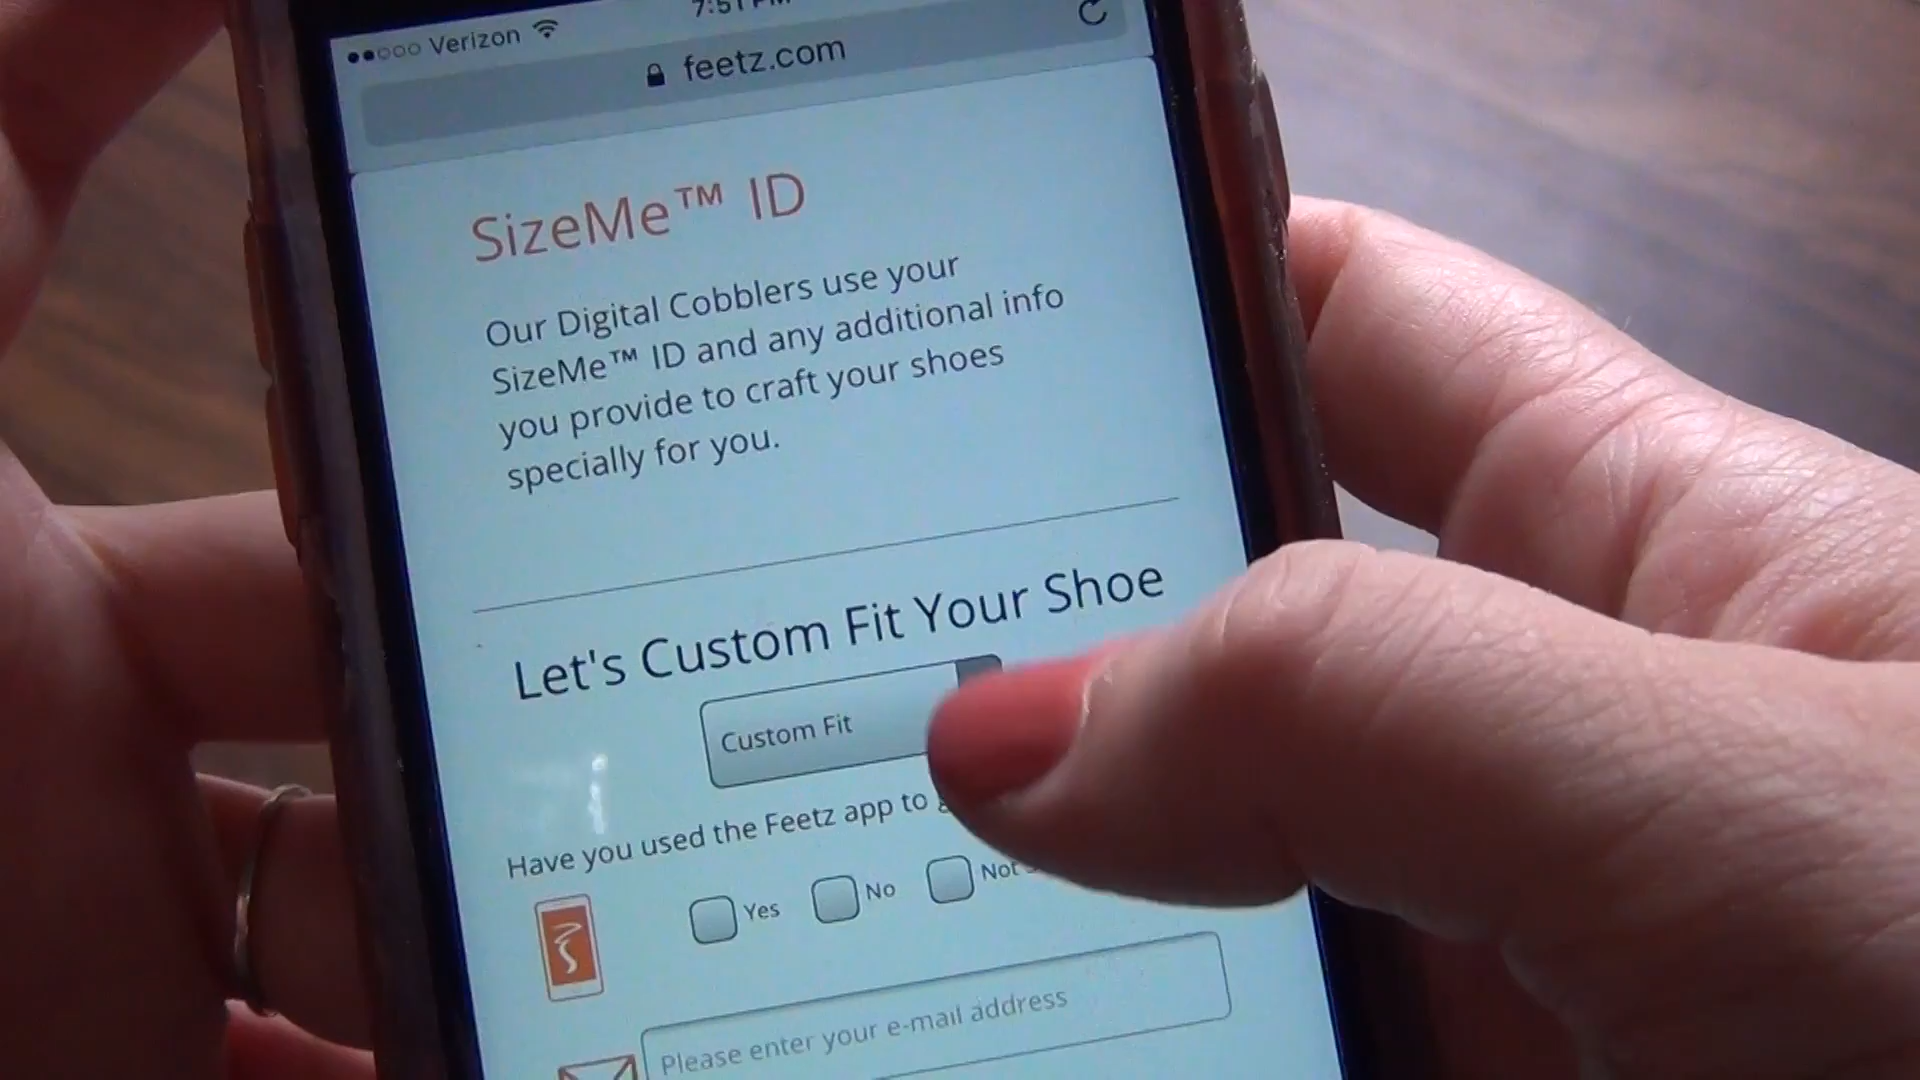 Verizon
feetz.com
SizeMe™ ID
Our Digital Cobblers use your
SizeMe™ ID and any additional info
you provide to craft your shoes
specially for you.
Let's Custom Fit Your Shoe
Custom Fit
Have you used the Feetz app to
Yes No Not
Please enter your e-mail address